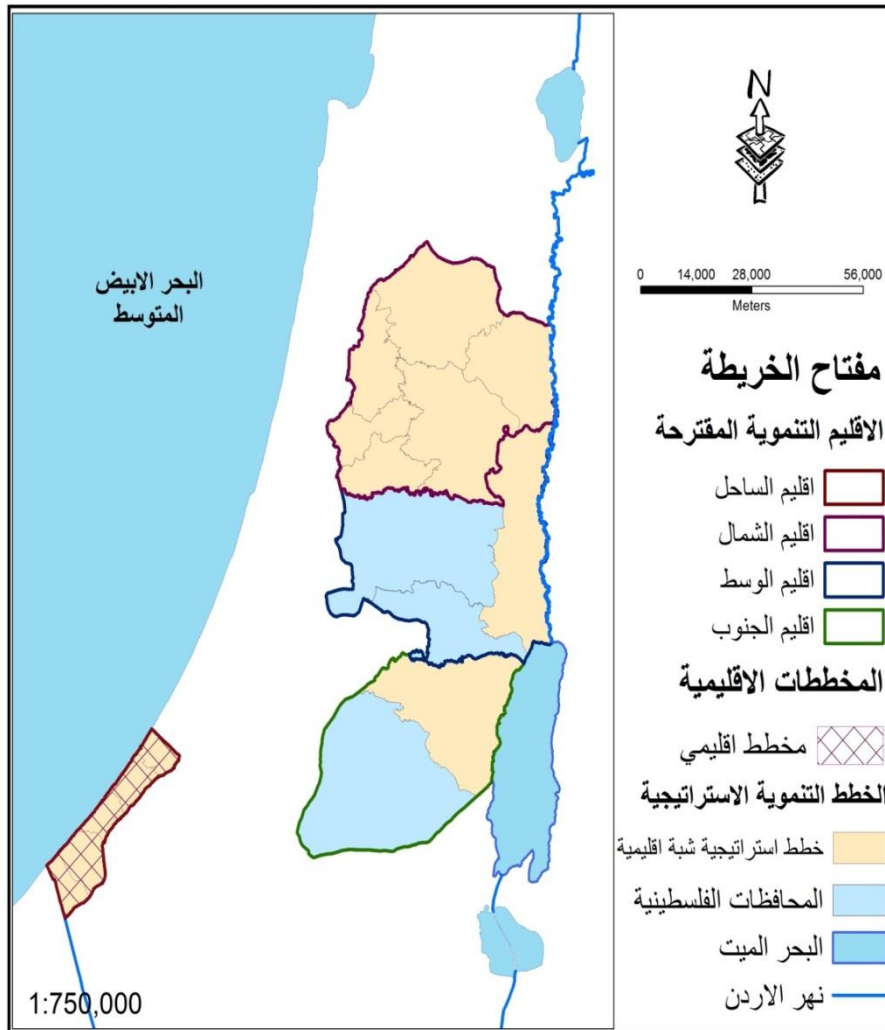 N
البحر الابيض
المتوسط
0 14,000 28,000 56,000
Meters
مفتاح الخريطة
الاقليم التنموية المقترحة
اقليم الساحل
اقليم الشمال
اقليم الوسط
اقليم الجنوب
المخططات الاقليمية
مخطط اقليمي
الخطط التنموية الاستراتيجية
خطط استراتيجية شبة اقليمية
المحافظات الفلسطينية
البحر الميت
نهر الاردن
1:750,000